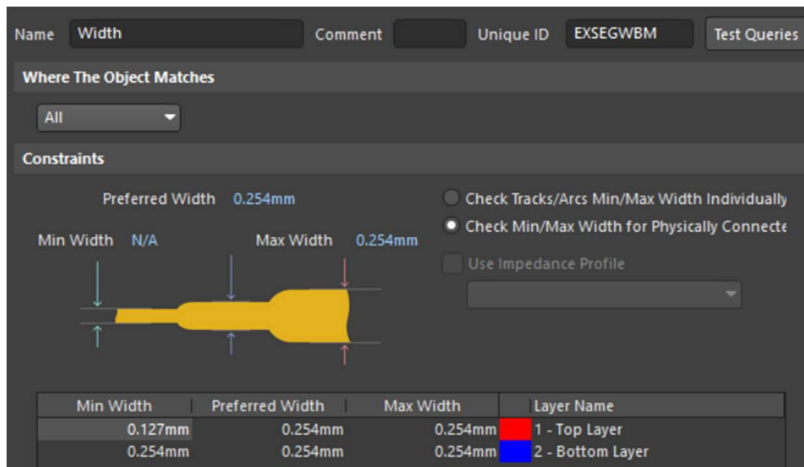 Name Width Comment Unique ID EXSEGWBM Test Queries
Where The Object Matches
All
Constraints
Preferred Width 0.254mm
Check Tracks/Arcs Min/Max Width Individually
Check Min/Max Width for Physically Connecte
Min Width N/A Max Width 0.254mm
Use Impedance Profile
Min Width Preferred Width Max Width Layer Name
0.127mm 0.254mm 0.254mm 1 - Top Layer
0.254mm 0.254mm 0.254mm 2 - Bottom Layer